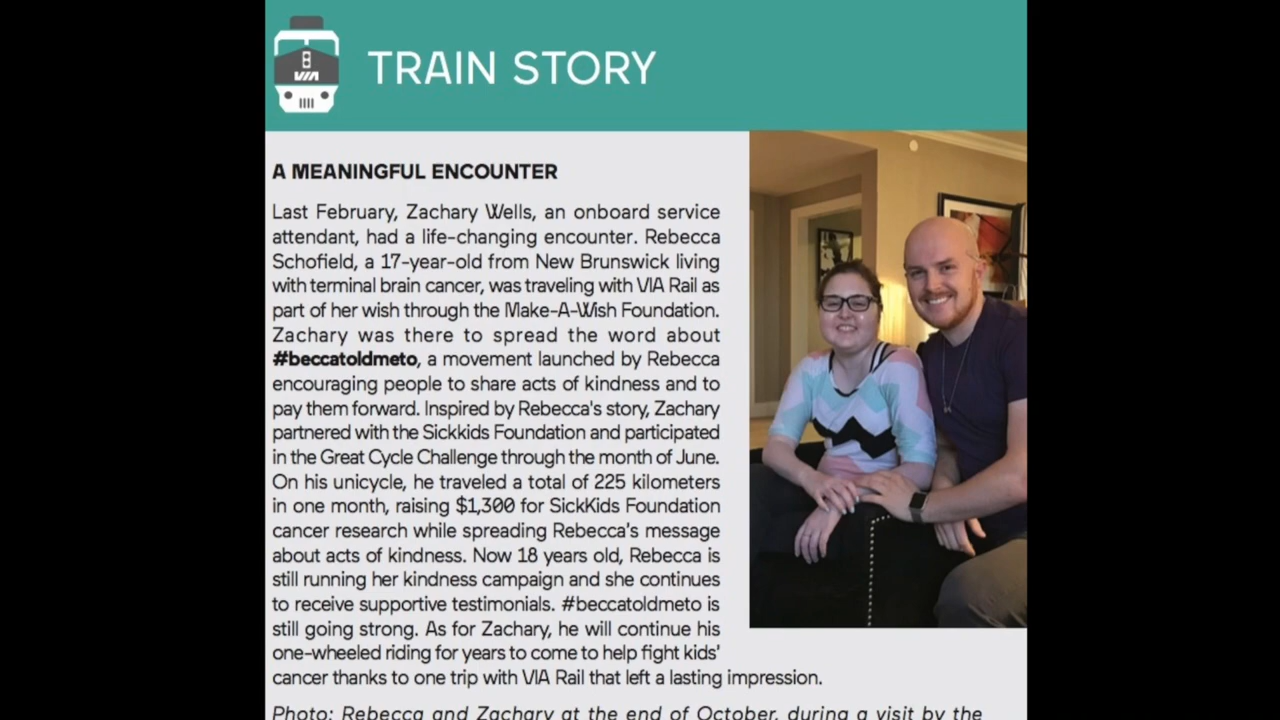 VIA
TRAIN STORY
A MEANINGFUL ENCOUNTER
Last February, Zachary Wells, an onboard service
attendant, had a life-changing encounter. Rebecca
Schofield, a 17-year-old from New Brunswick living
with terminal brain cancer, was traveling with VIA Rail as
part of her wish through the Make-A-Wish Foundation.
Zachary was there to spread the word about
#beccatoldmeto, a movement launched by Rebecca
encouraging people to share acts of kindness and to
pay them forward. Inspired by Rebecca's story, Zachary
partnered with the Sickkids Foundation and participated
in the Great Cycle Challenge through the month of June.
On his unicycle, he traveled a total of 225 kilometers
in one month, raising $1,300 for SickKids Foundation
cancer research while spreading Rebecca's message
about acts of kindness. Now 18 years old, Rebecca is
still running her kindness campaign and she continues
to receive supportive testimonials. #beccatoldmeto is
still going strong. As for Zachary, he will continue his
one-wheeled riding for years to come to help fight kids'
cancer thanks to one trip with VIA Rail that left a lasting impression.
Photo: Rebecca and Zachary at the end of October, during a visit by the